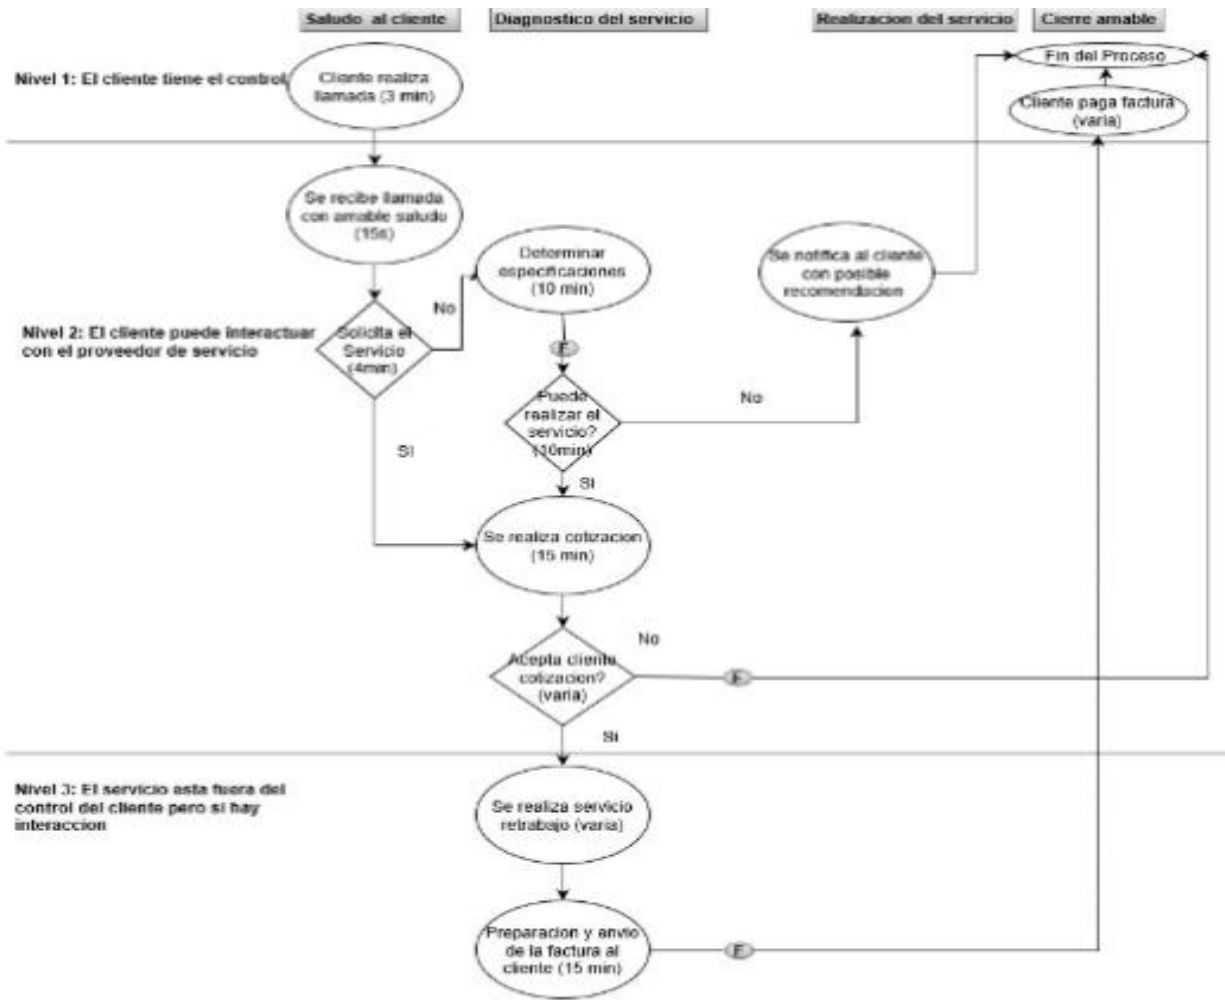 Saludo al cliente
Diagnostico del servicio
Realizacion del servicio
Cierre amable
Nivel 1: El cliente tiene el control
Cliente realiza
llamada (3 min)
Fin del Proceso
Cliente paga factura
(varia)
Se recibe llamada
con amable saludo
(15s)
Determinar
especificaciones
(10 min)
Se notifica al cliente
con posible
recomendacion
No
Nivel 2: El cliente puede interactuar
con el proveedor de servicio
Solicita el
Servicio
(4min)
F
Puede
realizar el
servicio?
(10min)
No
Si
Si
Se realiza cotizacion
(15 min)
No
Acepta cliente
cotizacion?
(varia)
F
Si
Nivel 3: El servicio esta fuera del
control del cliente pero si hay
interaccion
Se realiza servicio
retrabajo (varia)
Preparacion y envio
de la factura al
cliente (15 min)
F